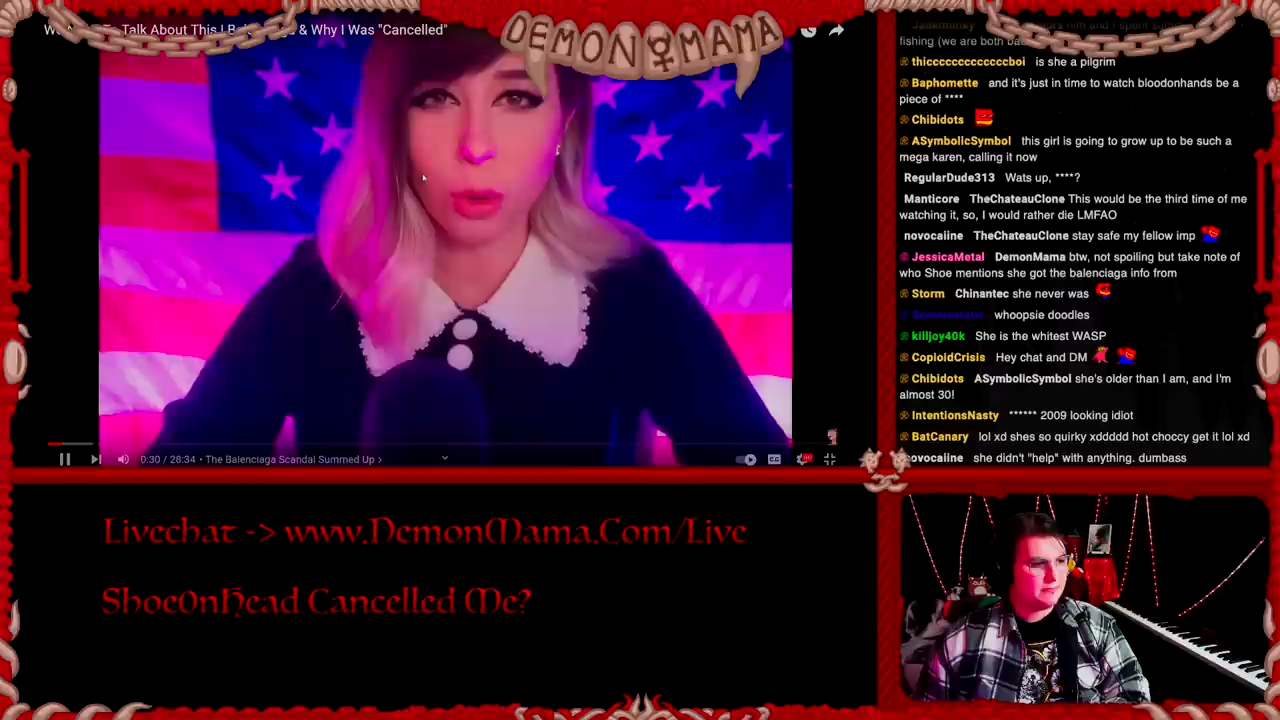 Talk About This | & Why I Was "Cancelled"
DEMON MAMA
fishing (we are both
thicccccccccccccboi is she a pilgrim
Baphomette and it's just in time to watch bloodonhands be a
piece of ****
Chibidots
ASymbolicSymbol this girl is going to grow up to be such a
mega karen, calling it now
RegularDude313 Wats up, ****?
Manticore TheChateauClone This would be the third time of me
watching it, so, I would rather die LMFAO
novocaiine TheChateauClone stay safe my fellow imp
JessicaMetal DemonMama btw, not spoiling but take note of
who Shoe mentions she got the balenciaga info from
Storm Chinantec she never was
whoopsie doodles
killjoy40k She is the whitest WASP
CopioidCrisis Hey chat and DM
Chibidots ASymbolicSymbol she's older than I am, and I'm
almost 30!
IntentionsNasty ****** 2009 looking idiot
BatCanary lol xd shes so quirky xddddd hot choccy get it lol xd
ovocaiine she didn't "help" with anything. dumbass
0:30 / 28:34 • The Balenciaga Scandal Summed Up ›
Livechat -> www.DemonMama.Com/Live
Shoe0nHead Cancelled Me?